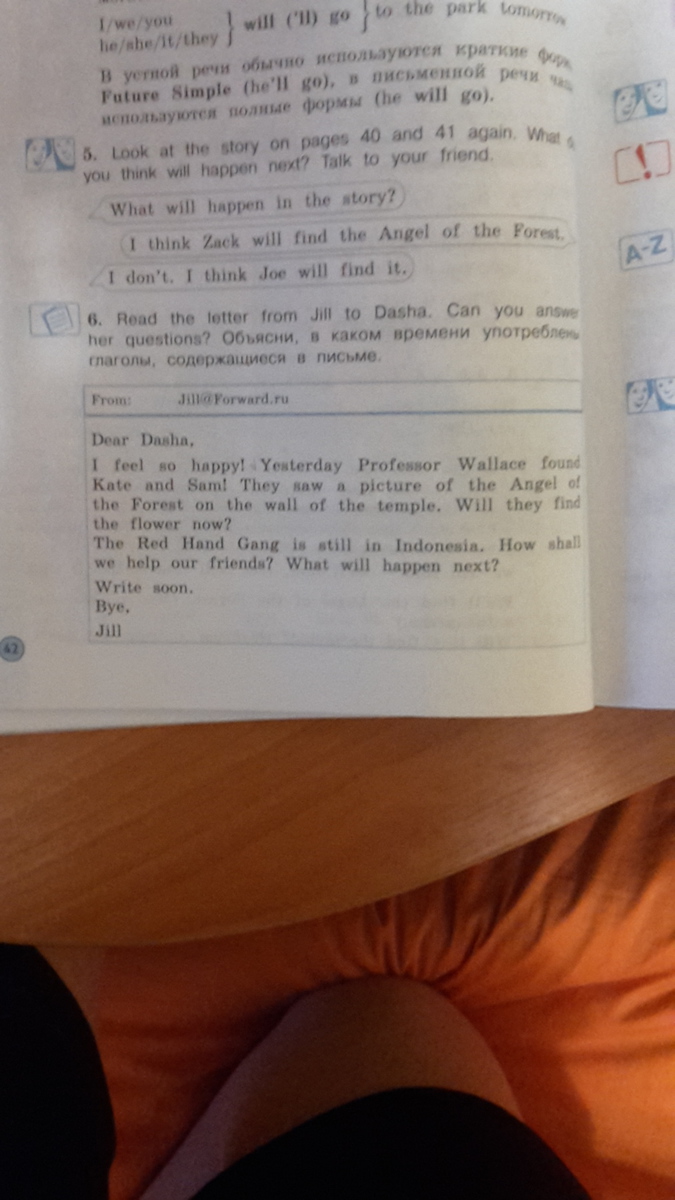 I/we/you
he/she/it/they } will ('ll) go } to the park tomorrow
В устной речи обычно используются краткие
Future Simple (he'll go), в письменной речи
используются полные формы (he will go).
5. Look at the story on pages 40 and 41 again. What
you think will happen next? Talk to your friend.
What will happen in the story?
I think Zack will find the Angel of the Forest.
I don't. I think Joe will find it.
6. Read the letter from Jill to Dasha. Can you answe
her questions? Объясни, в каком времени употреблены
глаголы, содержащиеся в письме.
From: Jill@Forward.ru
Dear Dasha,
I feel so happy! Yesterday Professor Wallace found
Kate and Sam! They saw a picture of the Angel of
the Forest on the wall of the temple. Will they find
the flower now?
The Red Hand Gang is still in Indonesia. How shall
we help our friends? What will happen next?
Write soon.
Bye,
Jill
42
!
A-Z